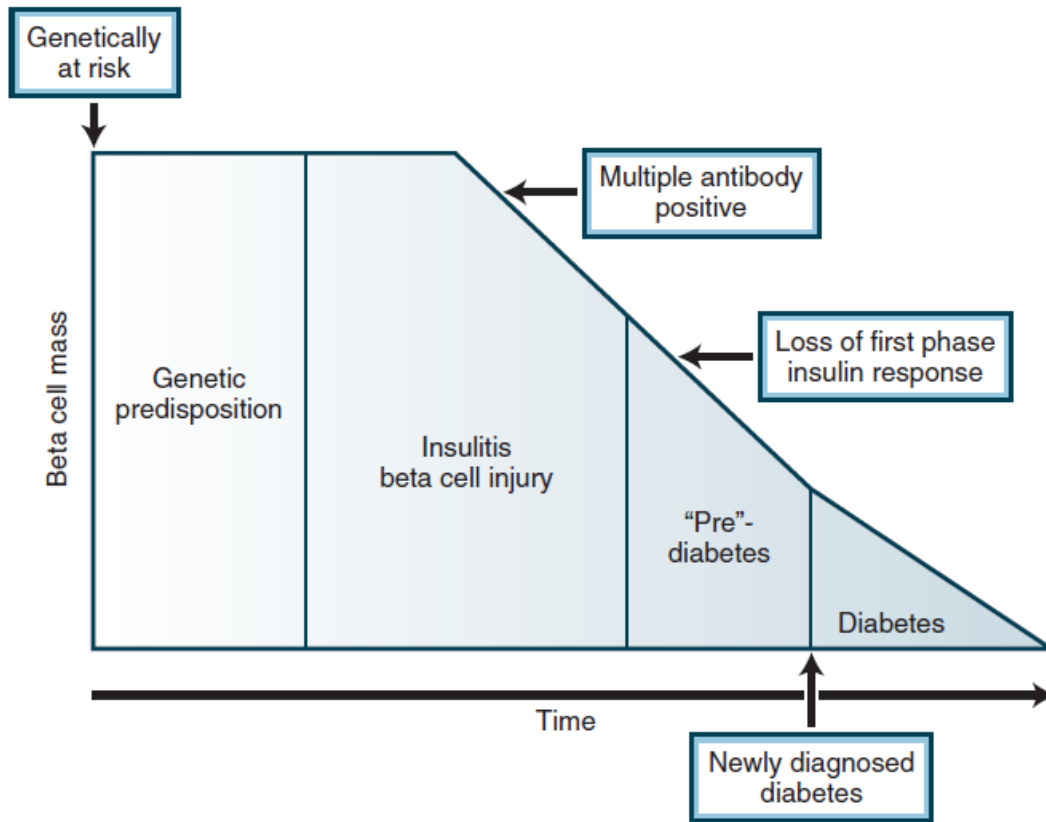 Genetically
at risk
Multiple antibody
positive
Loss of first phase
insulin response
Beta cell mass
Genetic
predisposition
Insulitis
beta cell injury
“Pre”-
diabetes
Diabetes
Time
Newly diagnosed
diabetes